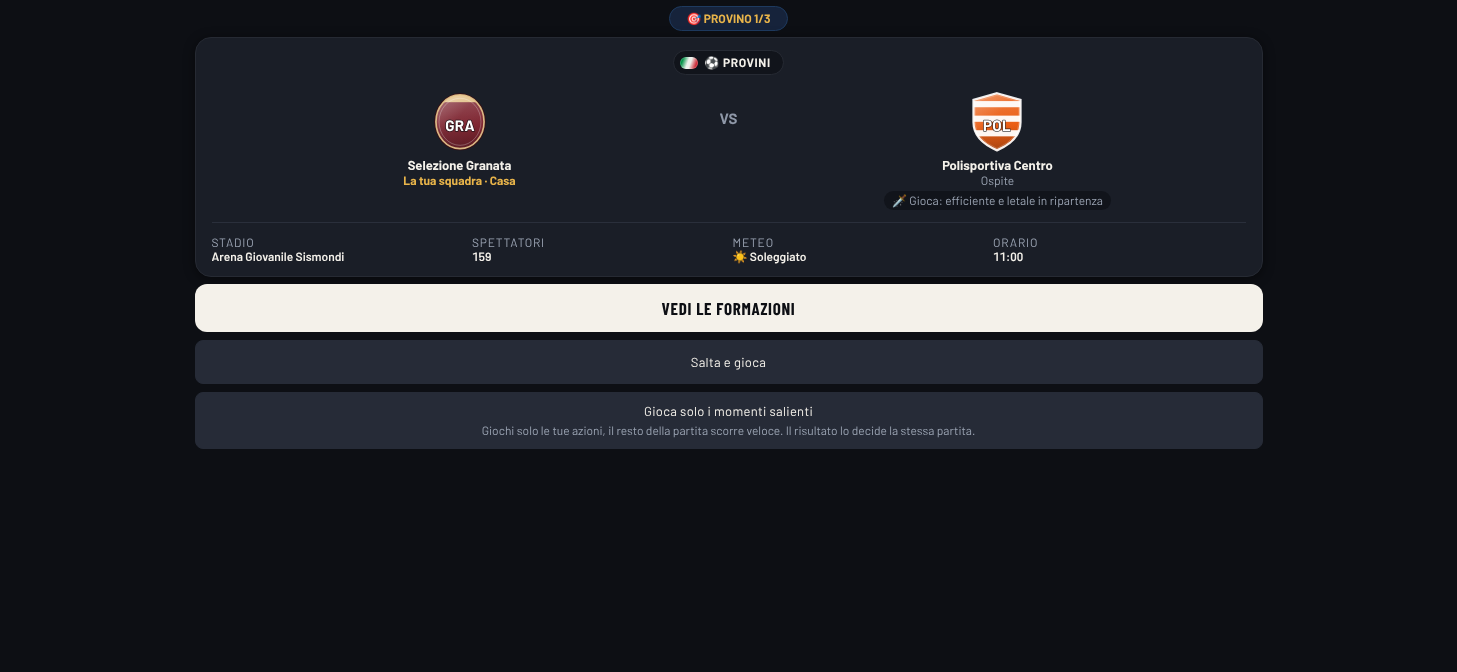 🎯 PROVINO 1/3
⚽ PROVINI
GRA
VS
POL
Selezione Granata
La tua squadra · Casa
Polisportiva Centro
Ospite
🗡️ Gioca: efficiente e letale in ripartenza
STADIO
Arena Giovanile Sismondi
SPETTATORI
159
METEO
☀️ Soleggiato
ORARIO
11:00
VEDI LE FORMAZIONI
Salta e gioca
Gioca solo i momenti salienti
Giochi solo le tue azioni, il resto della partita scorre veloce. Il risultato lo decide la stessa partita.